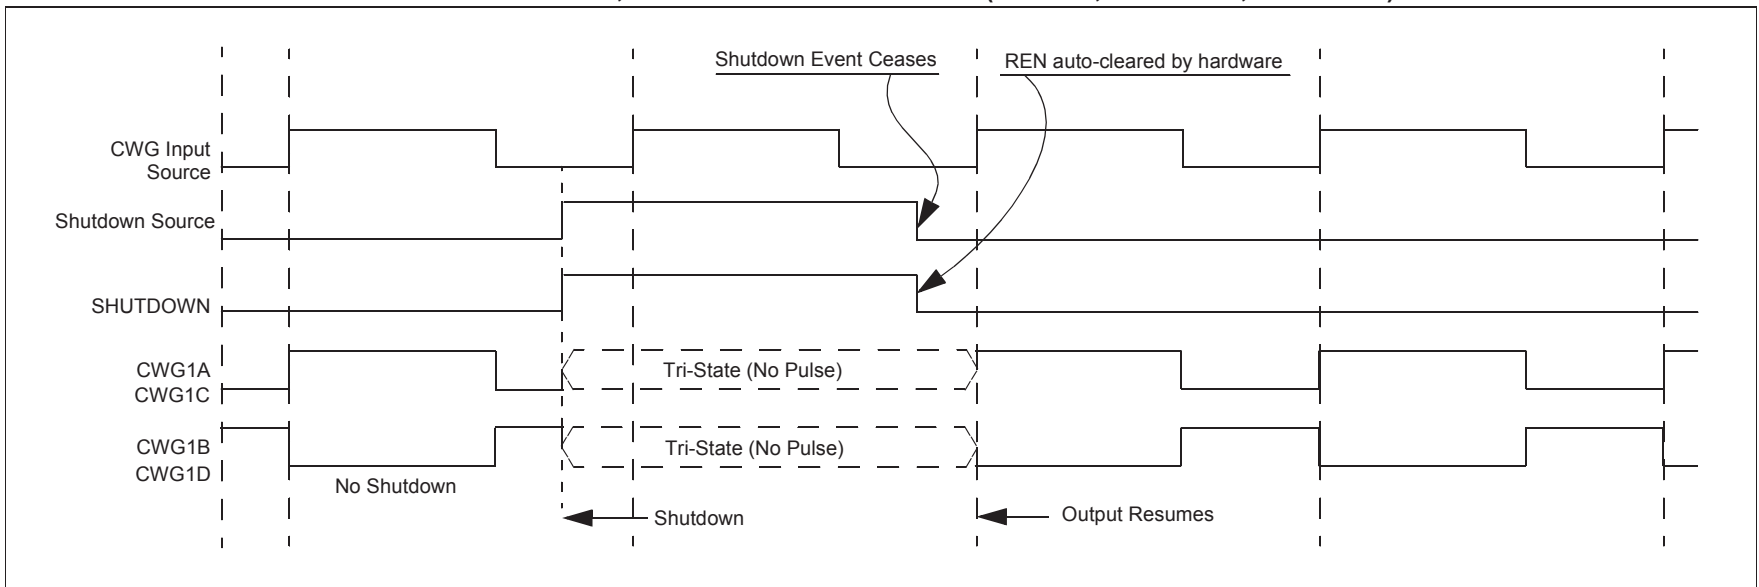 Shutdown Event Ceases
REN auto-cleared by hardware
CWG Input
Source
Shutdown Source
SHUTDOWN
CWG1A
CWG1C
Tri-State (No Pulse)
CWG1B
CWG1D
Tri-State (No Pulse)
No Shutdown
Shutdown
Output Resumes